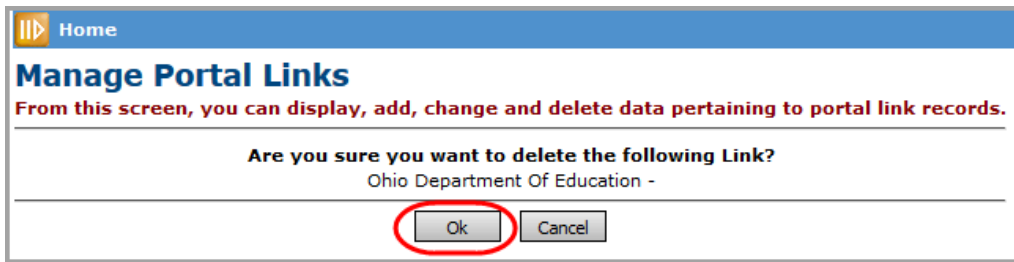 Home
Manage Portal Links
From this screen, you can display, add, change and delete data pertaining to portal link records.
Are you sure you want to delete the following Link?
Ohio Department Of Education -
Ok Cancel